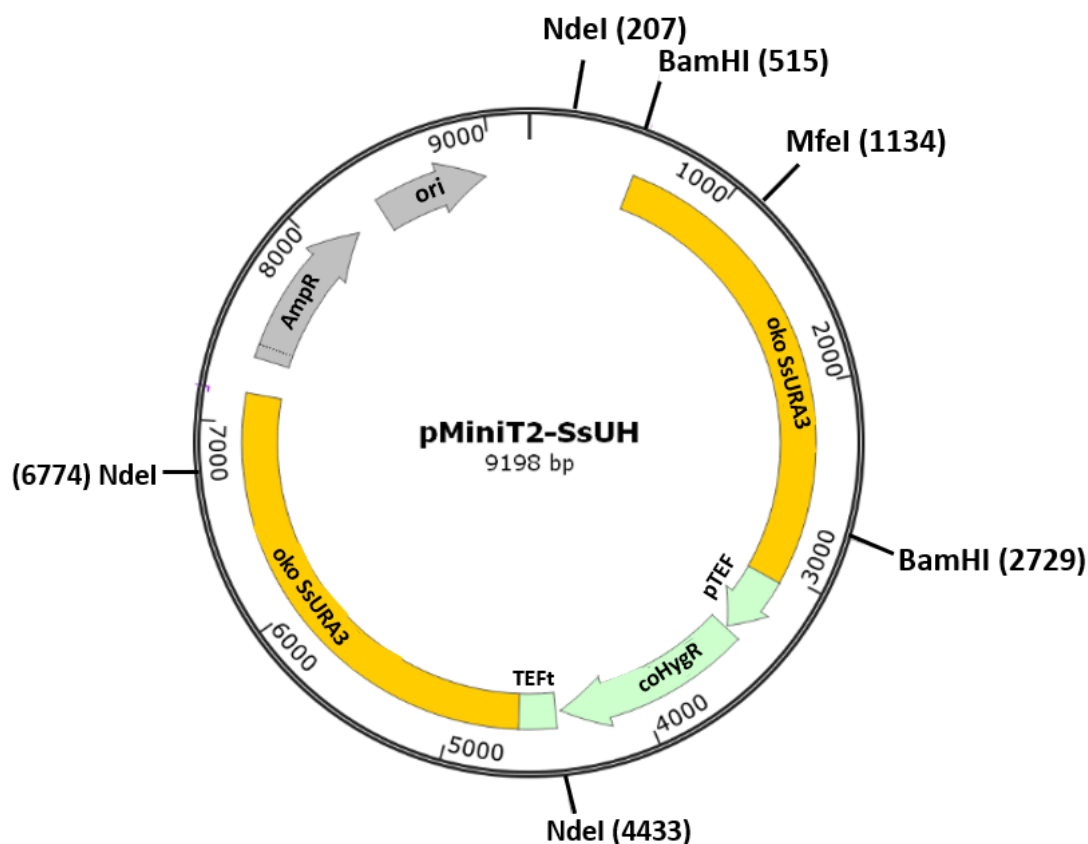 NdeI (207)
BamHI (515)
MfeI (1134)
9000
ori
1000
8000
AmpR
oko SsURA3
2000
pMiniT2-SsUH
9198 bp
7000
(6774) NdeI
3000
BamHI (2729)
pTEF
oko SsURA3
coHygR
6000
TEFt
4000
5000
NdeI (4433)